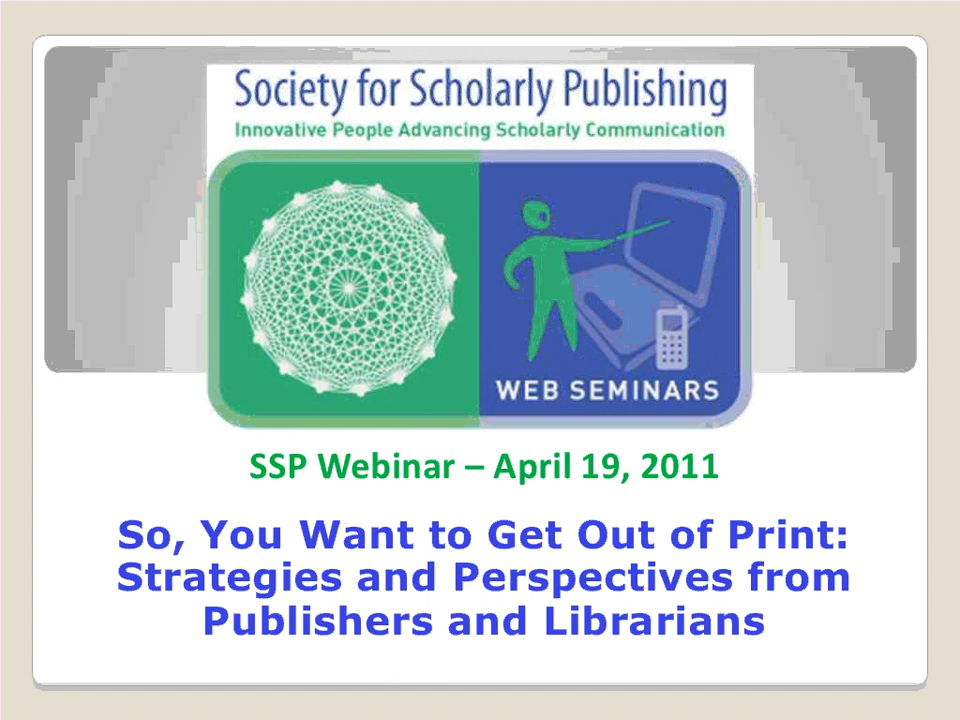 Society for Scholarly Publishing
Innovative People Advancing Scholarly Communication
WEB SEMINARS
SSP Webinar – April 19, 2011
So, You Want to Get Out of Print:
Strategies and Perspectives from
Publishers and Librarians